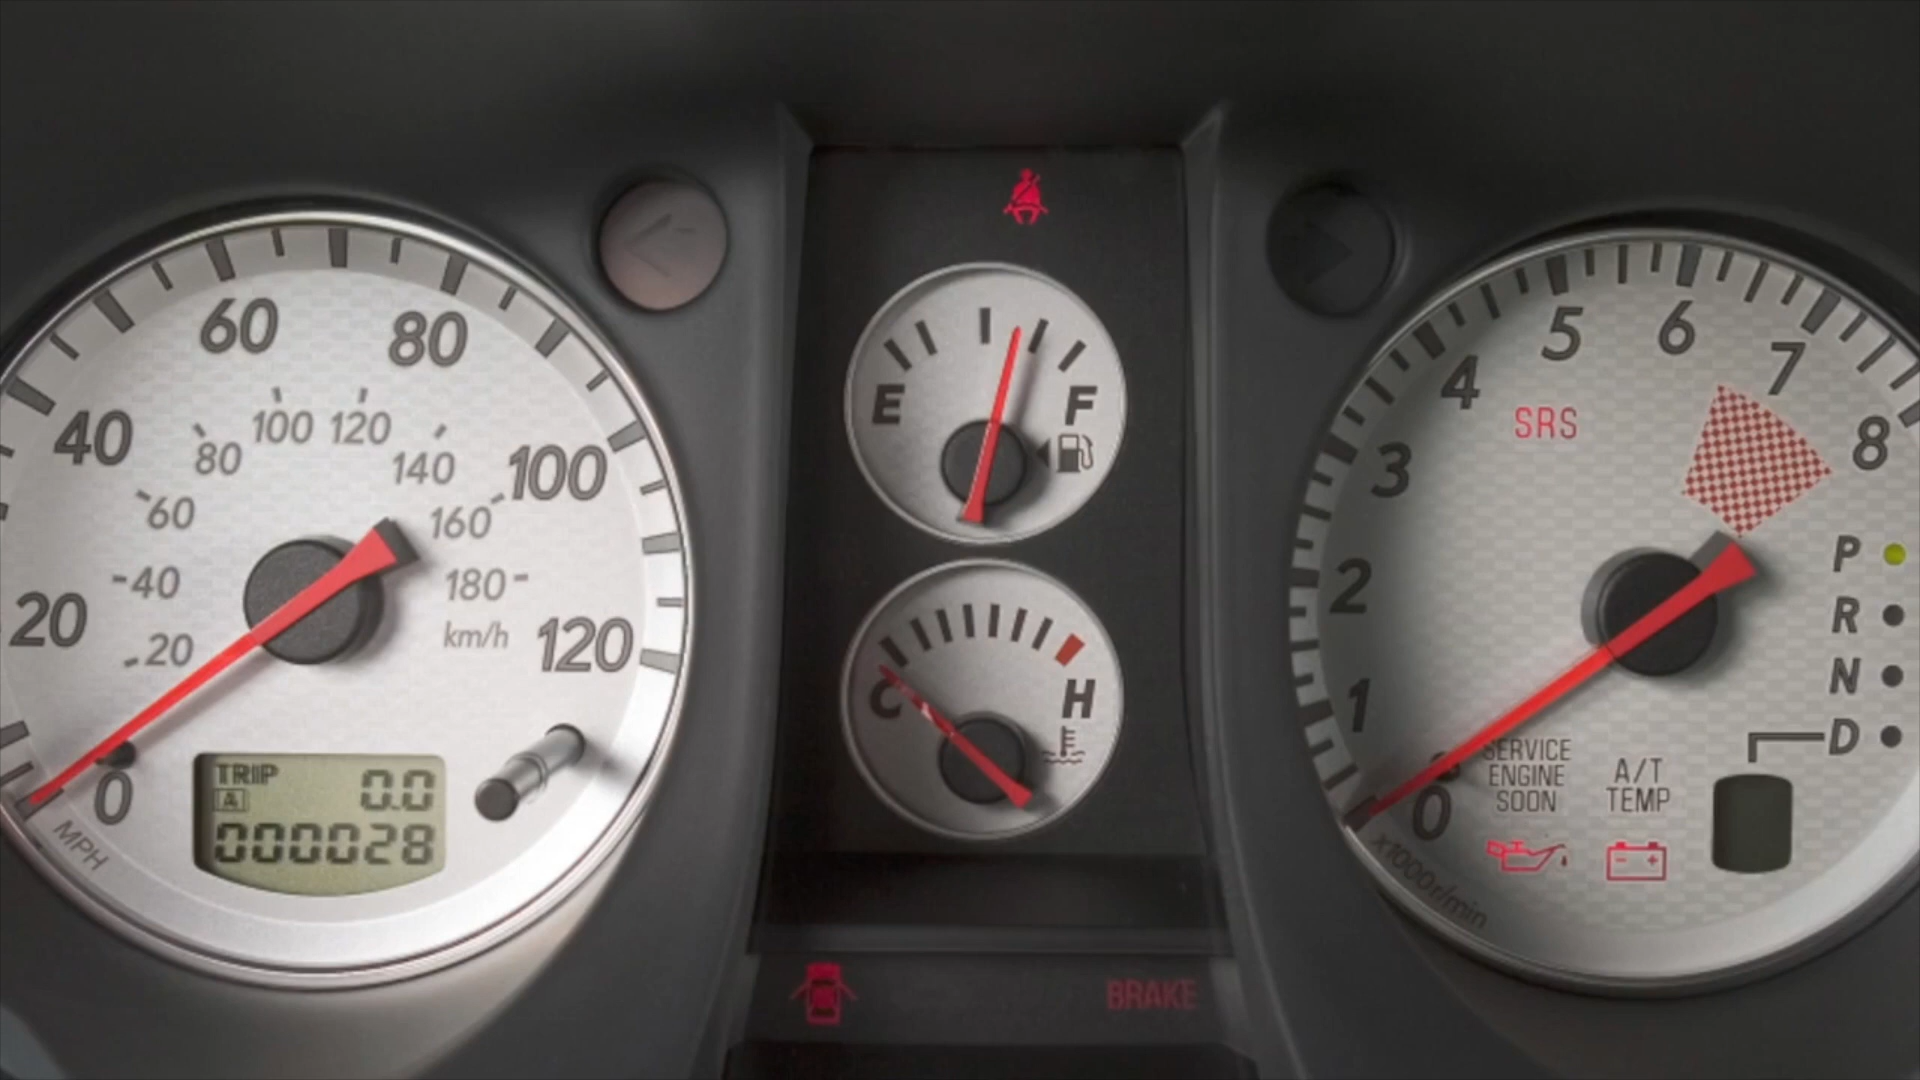 60
80
40
100
20
120
0
MPH
80
100
120
140
60
160
40
180
20
km/h
TRIP 0.0
A
000028
E
F
C
H
BRAKE
5
6
4
7
3
8
2
1
0
x1000r/min
SRS
P
R
N
D
SERVICE
ENGINE
SOON
A/T
TEMP